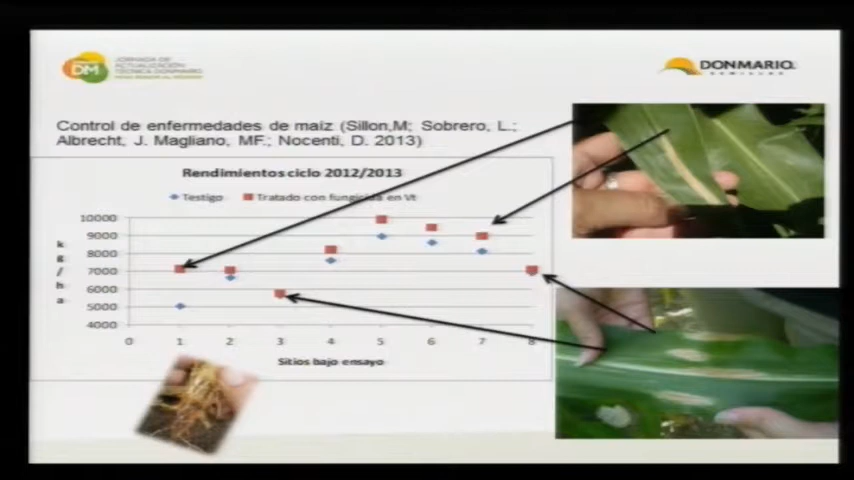 DM
JORNADA DE
ACTUALIZACIÓN
TÉCNICA DONMARIO
DONMARIO
SEMILLAS
Control de enfermedades de maíz (Sillon,M; Sobrero, L.;
Albrecht, J. Magliano, MF.; Nocenti, D. 2013)
Rendimientos ciclo 2012/2013
Testigo
Tratado con fungicida en Vt
kg/ha
10000
9000
8000
7000
6000
5000
4000
0 1 2 3 4 5 6 7 8
Sitios bajo ensayo